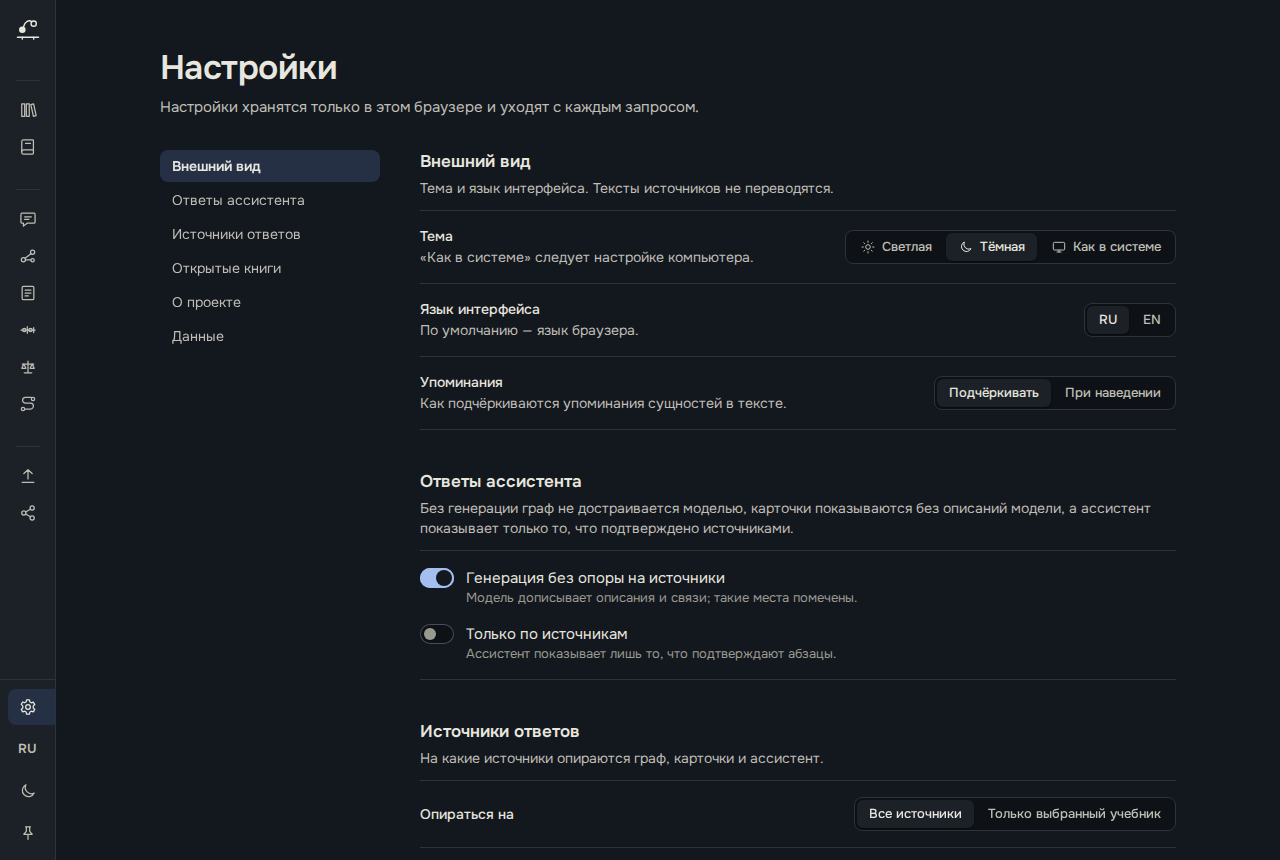 Настройки
Настройки хранятся только в этом браузере и уходят с каждым запросом.
Внешний вид
Ответы ассистента
Источники ответов
Открытые книги
О проекте
Данные
Внешний вид
Тема и язык интерфейса. Тексты источников не переводятся.
Тема
«Как в системе» следует настройке компьютера.
Светлая Тёмная Как в системе
Язык интерфейса
По умолчанию — язык браузера.
RU EN
Упоминания
Как подчёркиваются упоминания сущностей в тексте.
Подчёркивать При наведении
Ответы ассистента
Без генерации граф не достраивается моделью, карточки показываются без описаний модели, а ассистент
показывает только то, что подтверждено источниками.
Генерация без опоры на источники
Модель дописывает описания и связи; такие места помечены.
Только по источникам
Ассистент показывает лишь то, что подтверждают абзацы.
Источники ответов
На какие источники опираются граф, карточки и ассистент.
Опираться на
Все источники Только выбранный учебник
RU